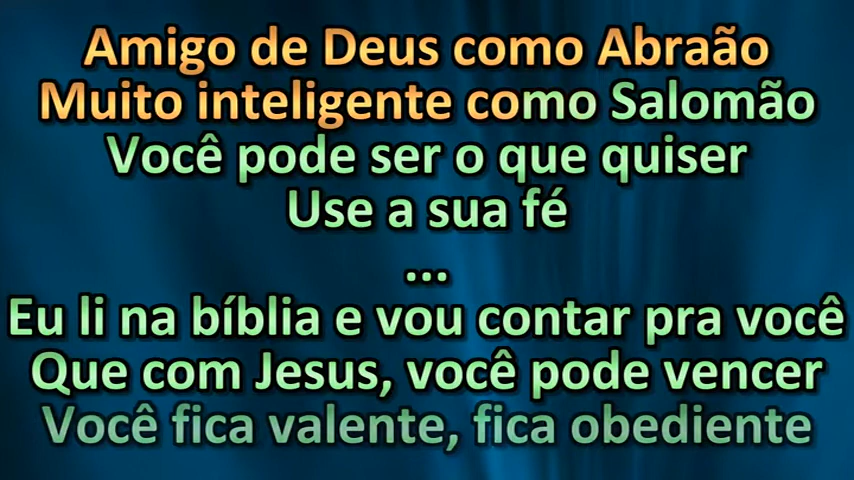 Amigo de Deus como Abraão
Muito inteligente como Salomão
Você pode ser o que quiser
Use a sua fé
...
Eu li na bíblia e vou contar pra você
Que com Jesus, você pode vencer
Você fica valente, fica obediente